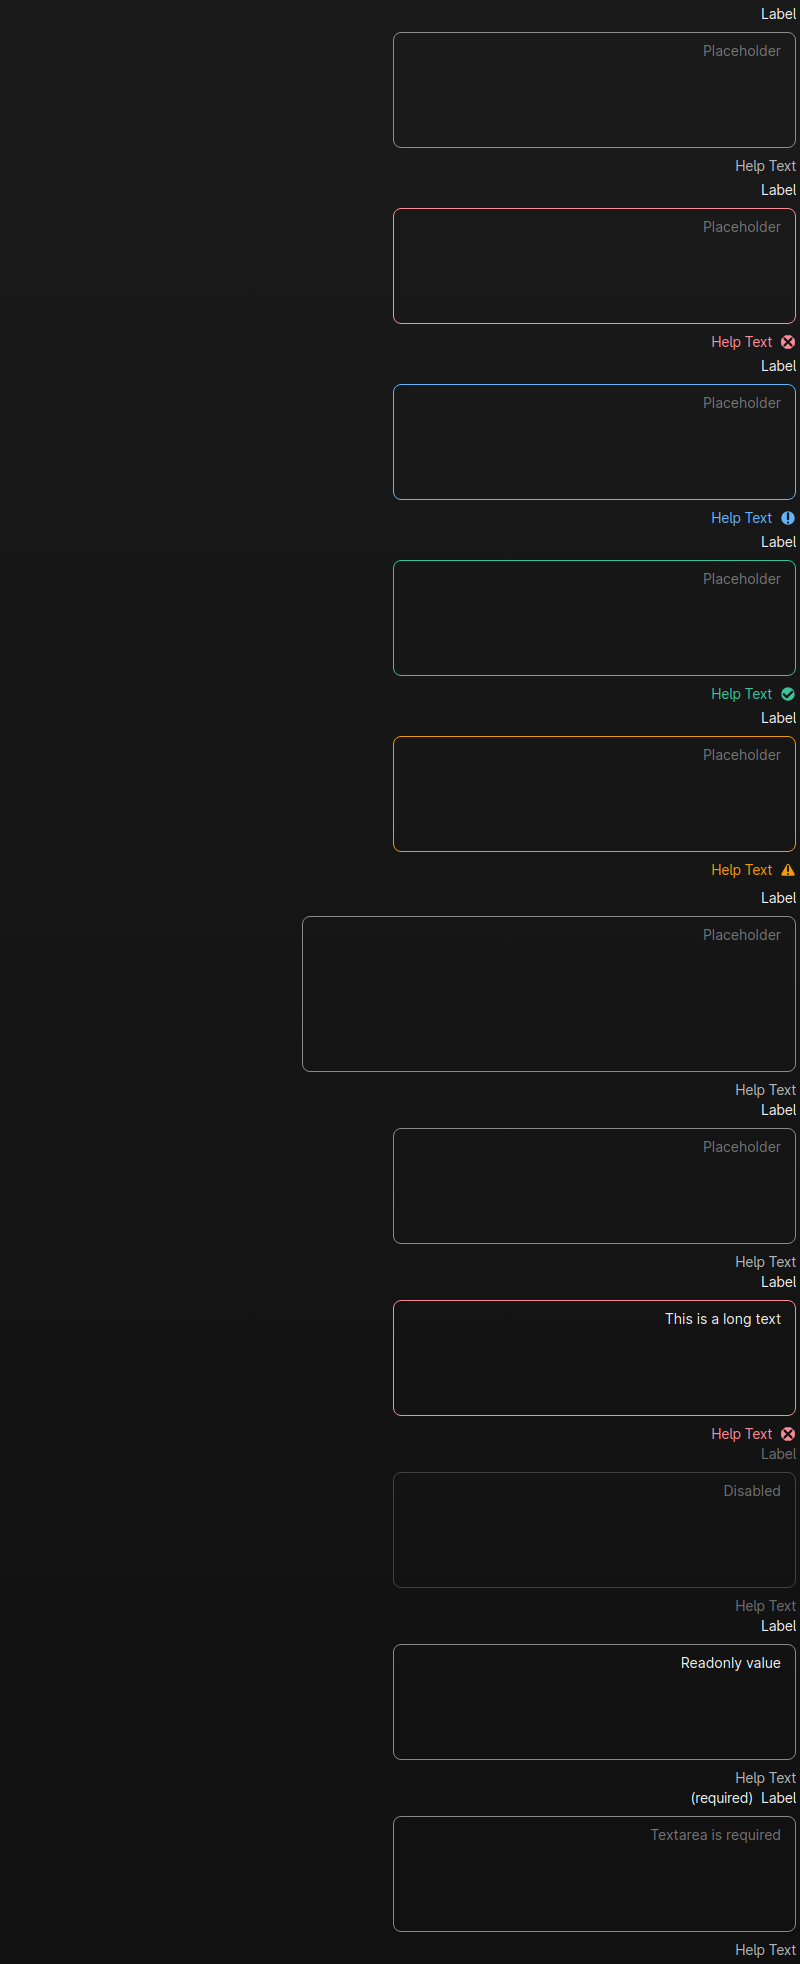 Label
Placeholder
Help Text
Label
Placeholder
Help Text
Label
Placeholder
Help Text
Label
Placeholder
Help Text
Label
Placeholder
Help Text
Label
Placeholder
Help Text
Label
Placeholder
Help Text
Label
This is a long text
Help Text
Label
Disabled
Help Text
Label
Readonly value
Help Text
(required) Label
Textarea is required
Help Text